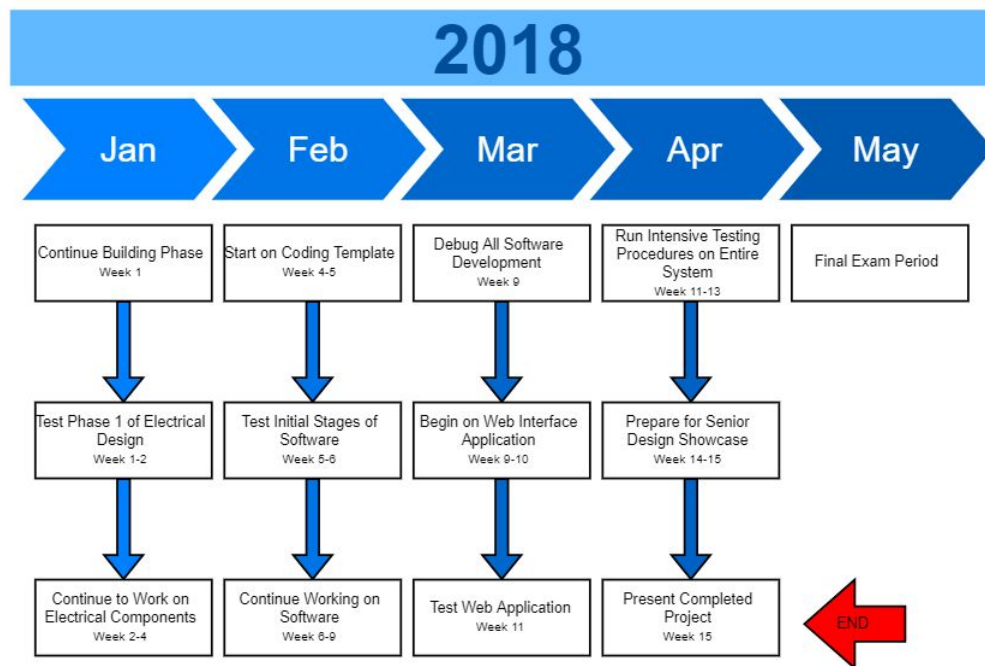 2018
Jan
Feb
Mar
Apr
May
Continue Building Phase
Week 1
Start on Coding Template
Week 4-5
Debug All Software
Development
Week 9
Run Intensive Testing
Procedures on Entire
System
Week 11-13
Final Exam Period
Test Phase 1 of Electrical
Design
Week 1-2
Test Initial Stages of
Software
Week 5-6
Begin on Web Interface
Application
Week 9-10
Prepare for Senior
Design Showcase
Week 14-15
Continue to Work on
Electrical Components
Week 2-4
Continue Working on
Software
Week 6-9
Test Web Application
Week 11
Present Completed
Project
Week 15
END